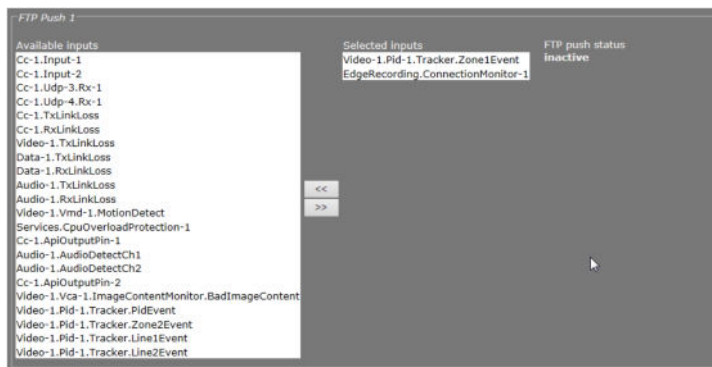 FTP Push 1
Available inputs
Cc-1.Input-1
Cc-1.Input-2
Cc-1.Udp-3.Rx-1
Cc-1.Udp-4.Rx-1
Cc-1.TxLinkLoss
Cc-1.RxLinkLoss
Video-1.TxLinkLoss
Data-1.TxLinkLoss
Data-1.RxLinkLoss
Audio-1.TxLinkLoss
Audio-1.RxLinkLoss
Video-1.Vmd-1.MotionDetect
Services.CpuOverloadProtection-1
Cc-1.ApiOutputPin-1
Audio-1.AudioDetectCh1
Audio-1.AudioDetectCh2
Cc-1.ApiOutputPin-2
Video-1.Vca-1.ImageContentMonitor.BadImageContent
Video-1.Pid-1.Tracker.PidEvent
Video-1.Pid-1.Tracker.Zone2Event
Video-1.Pid-1.Tracker.Line1Event
Video-1.Pid-1.Tracker.Line2Event
<<
>>
Selected inputs
Video-1.Pid-1.Tracker.Zone1Event
EdgeRecording.ConnectionMonitor-1
FTP push status
inactive